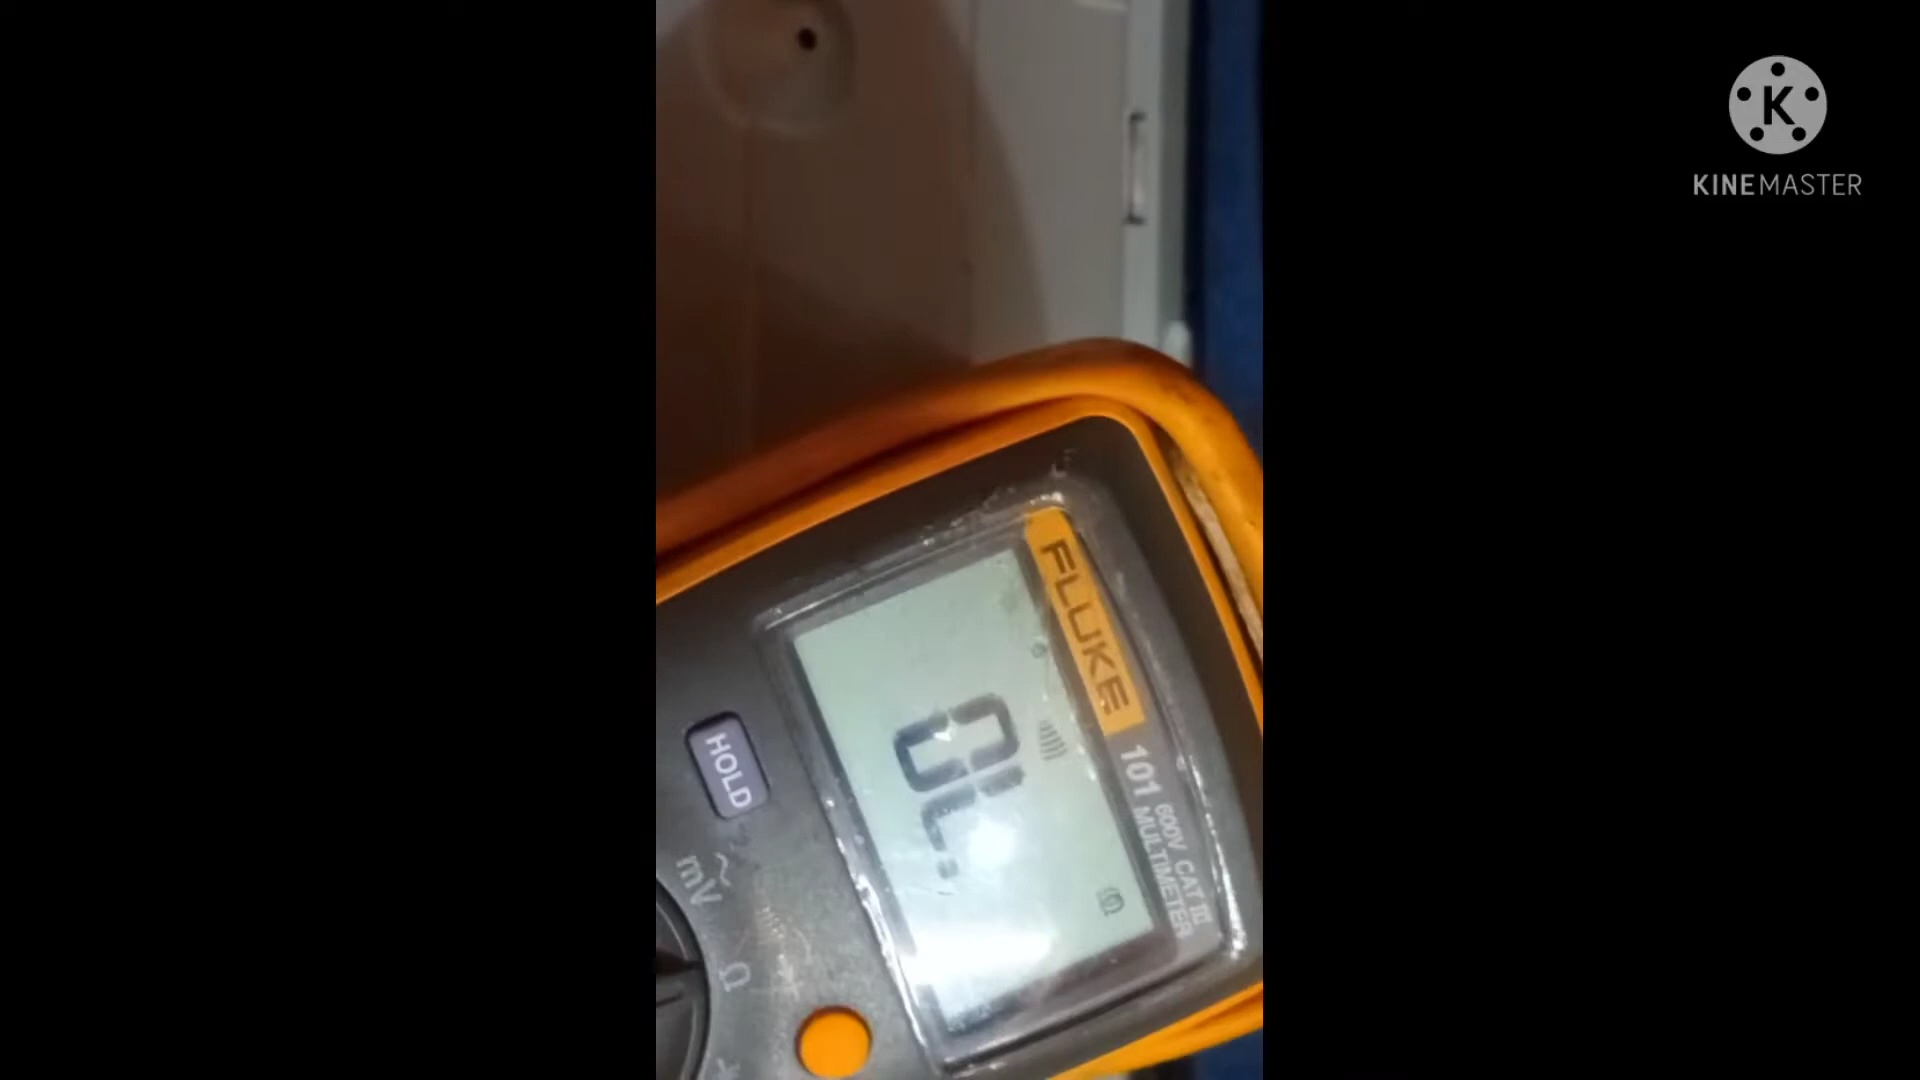 KINEMASTER
FLUKE
101
600V CAT III
MULTIMETER
OL.
HOLD
mV
Ω